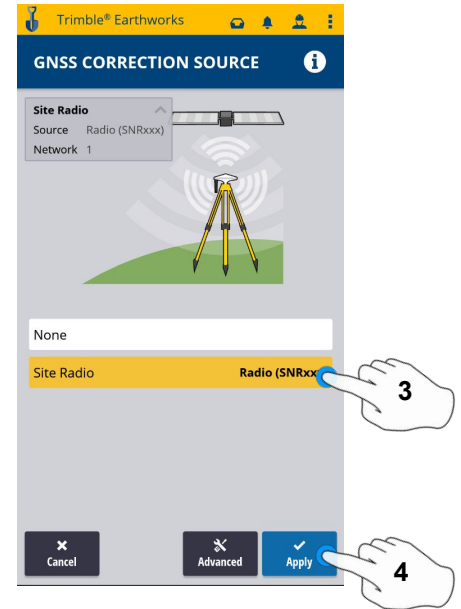 Trimble® Earthworks
GNSS CORRECTION SOURCE
Site Radio
Source Radio (SNRxxx)
Network 1
None
Site Radio Radio (SNRxx
3
Cancel Advanced Apply
4